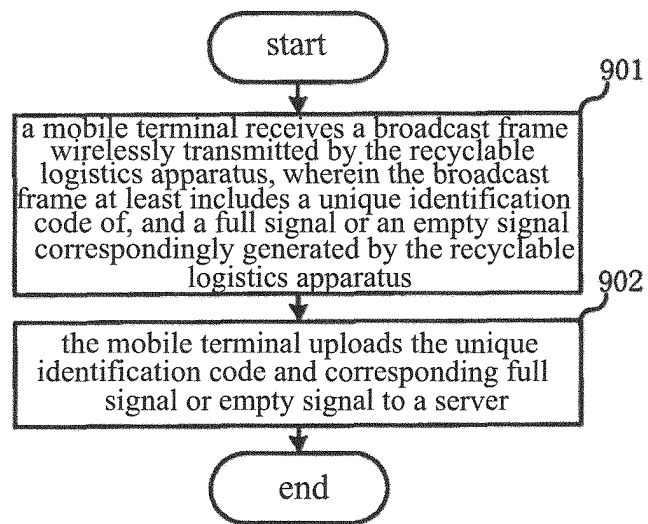 start
901
a mobile terminal receives a broadcast frame
wirelessly transmitted by the recyclable
logistics apparatus, wherein the broadcast
frame at least includes a unique identification
code of, and a full signal or an empty signal
correspondingly generated by the recyclable
logistics apparatus
902
the mobile terminal uploads the unique
identification code and corresponding full
signal or empty signal to a server
end